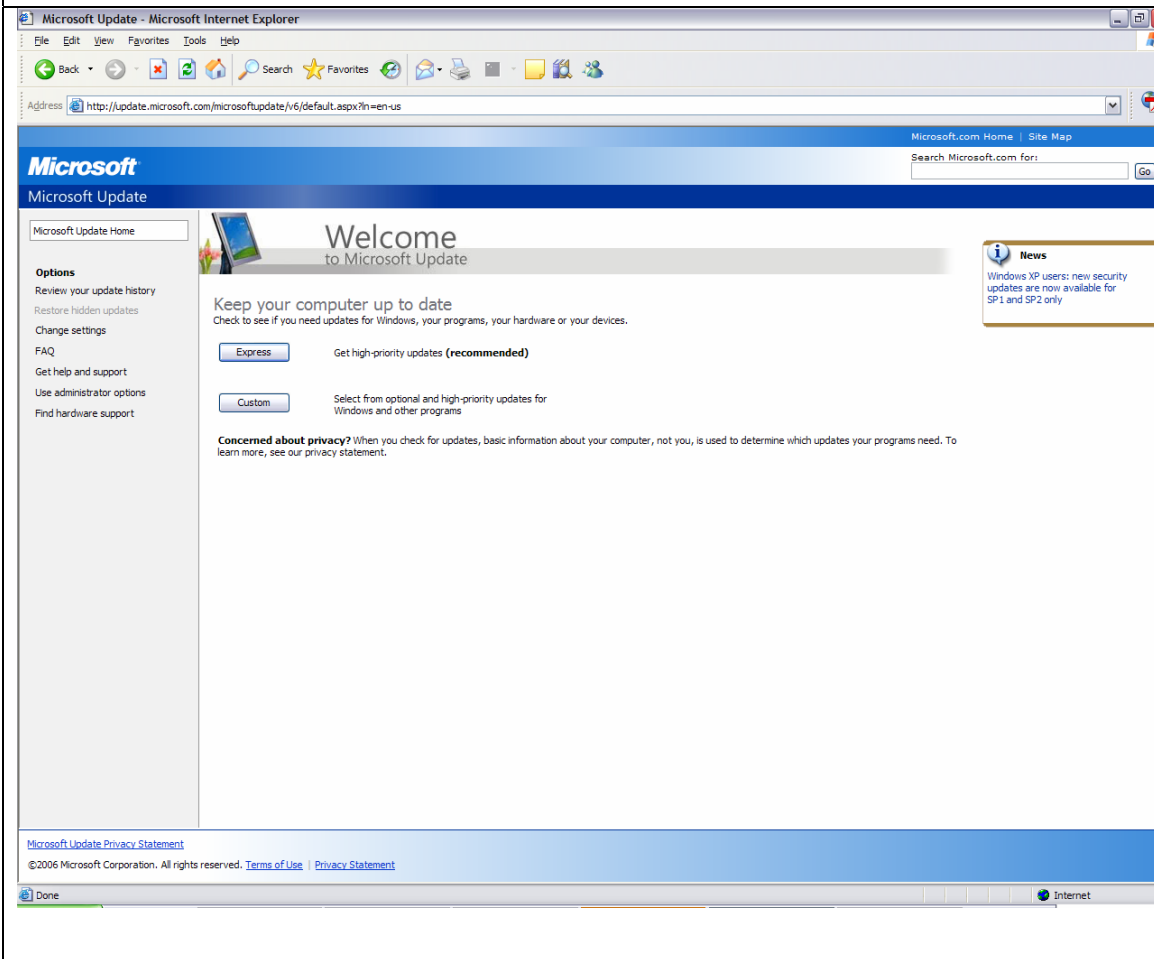 Microsoft Update - Microsoft Internet Explorer
File Edit View Favorites Tools Help
Back Search Favorites
Address http://update.microsoft.com/microsoftupdate/v6/default.aspx?ln=en-us
Microsoft.com Home | Site Map
Microsoft
Search Microsoft.com for:
Go
Microsoft Update
Microsoft Update Home
Options
Review your update history
Restore hidden updates
Change settings
FAQ
Get help and support
Use administrator options
Find hardware support
Welcome
to Microsoft Update
Keep your computer up to date
Check to see if you need updates for Windows, your programs, your hardware or your devices.
Express Get high-priority updates (recommended)
Custom Select from optional and high-priority updates for
Windows and other programs
Concerned about privacy? When you check for updates, basic information about your computer, not you, is used to determine which updates your programs need. To
learn more, see our privacy statement.
News
Windows XP users: new security
updates are now available for
SP1 and SP2 only
Microsoft Update Privacy Statement
©2006 Microsoft Corporation. All rights reserved. Terms of Use | Privacy Statement
Done Internet